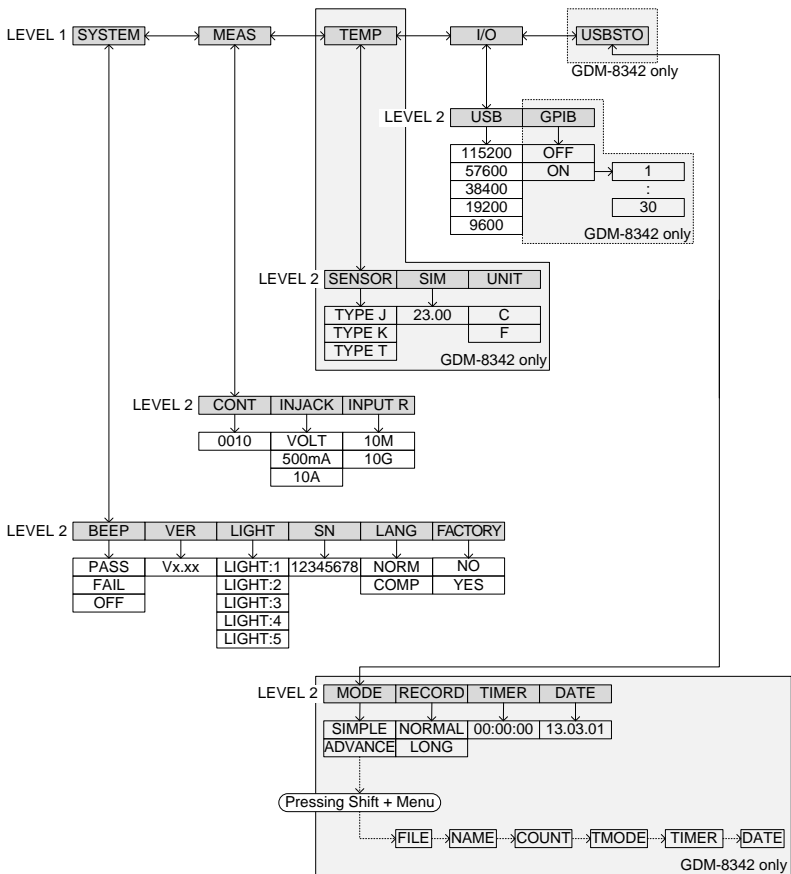 LEVEL 1 SYSTEM MEAS TEMP I/O USBSTO
GDM-8342 only
LEVEL 2 USB GPIB
115200 OFF
57600 ON 1
38400 :
19200 30
9600
GDM-8342 only
LEVEL 2 SENSOR SIM UNIT
TYPE J 23.00 C
TYPE K F
TYPE T
GDM-8342 only
LEVEL 2 CONT INJACK INPUT R
0010 VOLT 10M
500mA 10G
10A
LEVEL 2 BEEP VER LIGHT SN LANG FACTORY
PASS Vx.xx LIGHT:1 12345678 NORM NO
FAIL LIGHT:2 COMP YES
OFF LIGHT:3
LIGHT:4
LIGHT:5
LEVEL 2 MODE RECORD TIMER DATE
SIMPLE NORMAL 00:00:00 13.03.01
ADVANCE LONG
Pressing Shift + Menu
FILE NAME COUNT TMODE TIMER DATE
GDM-8342 only